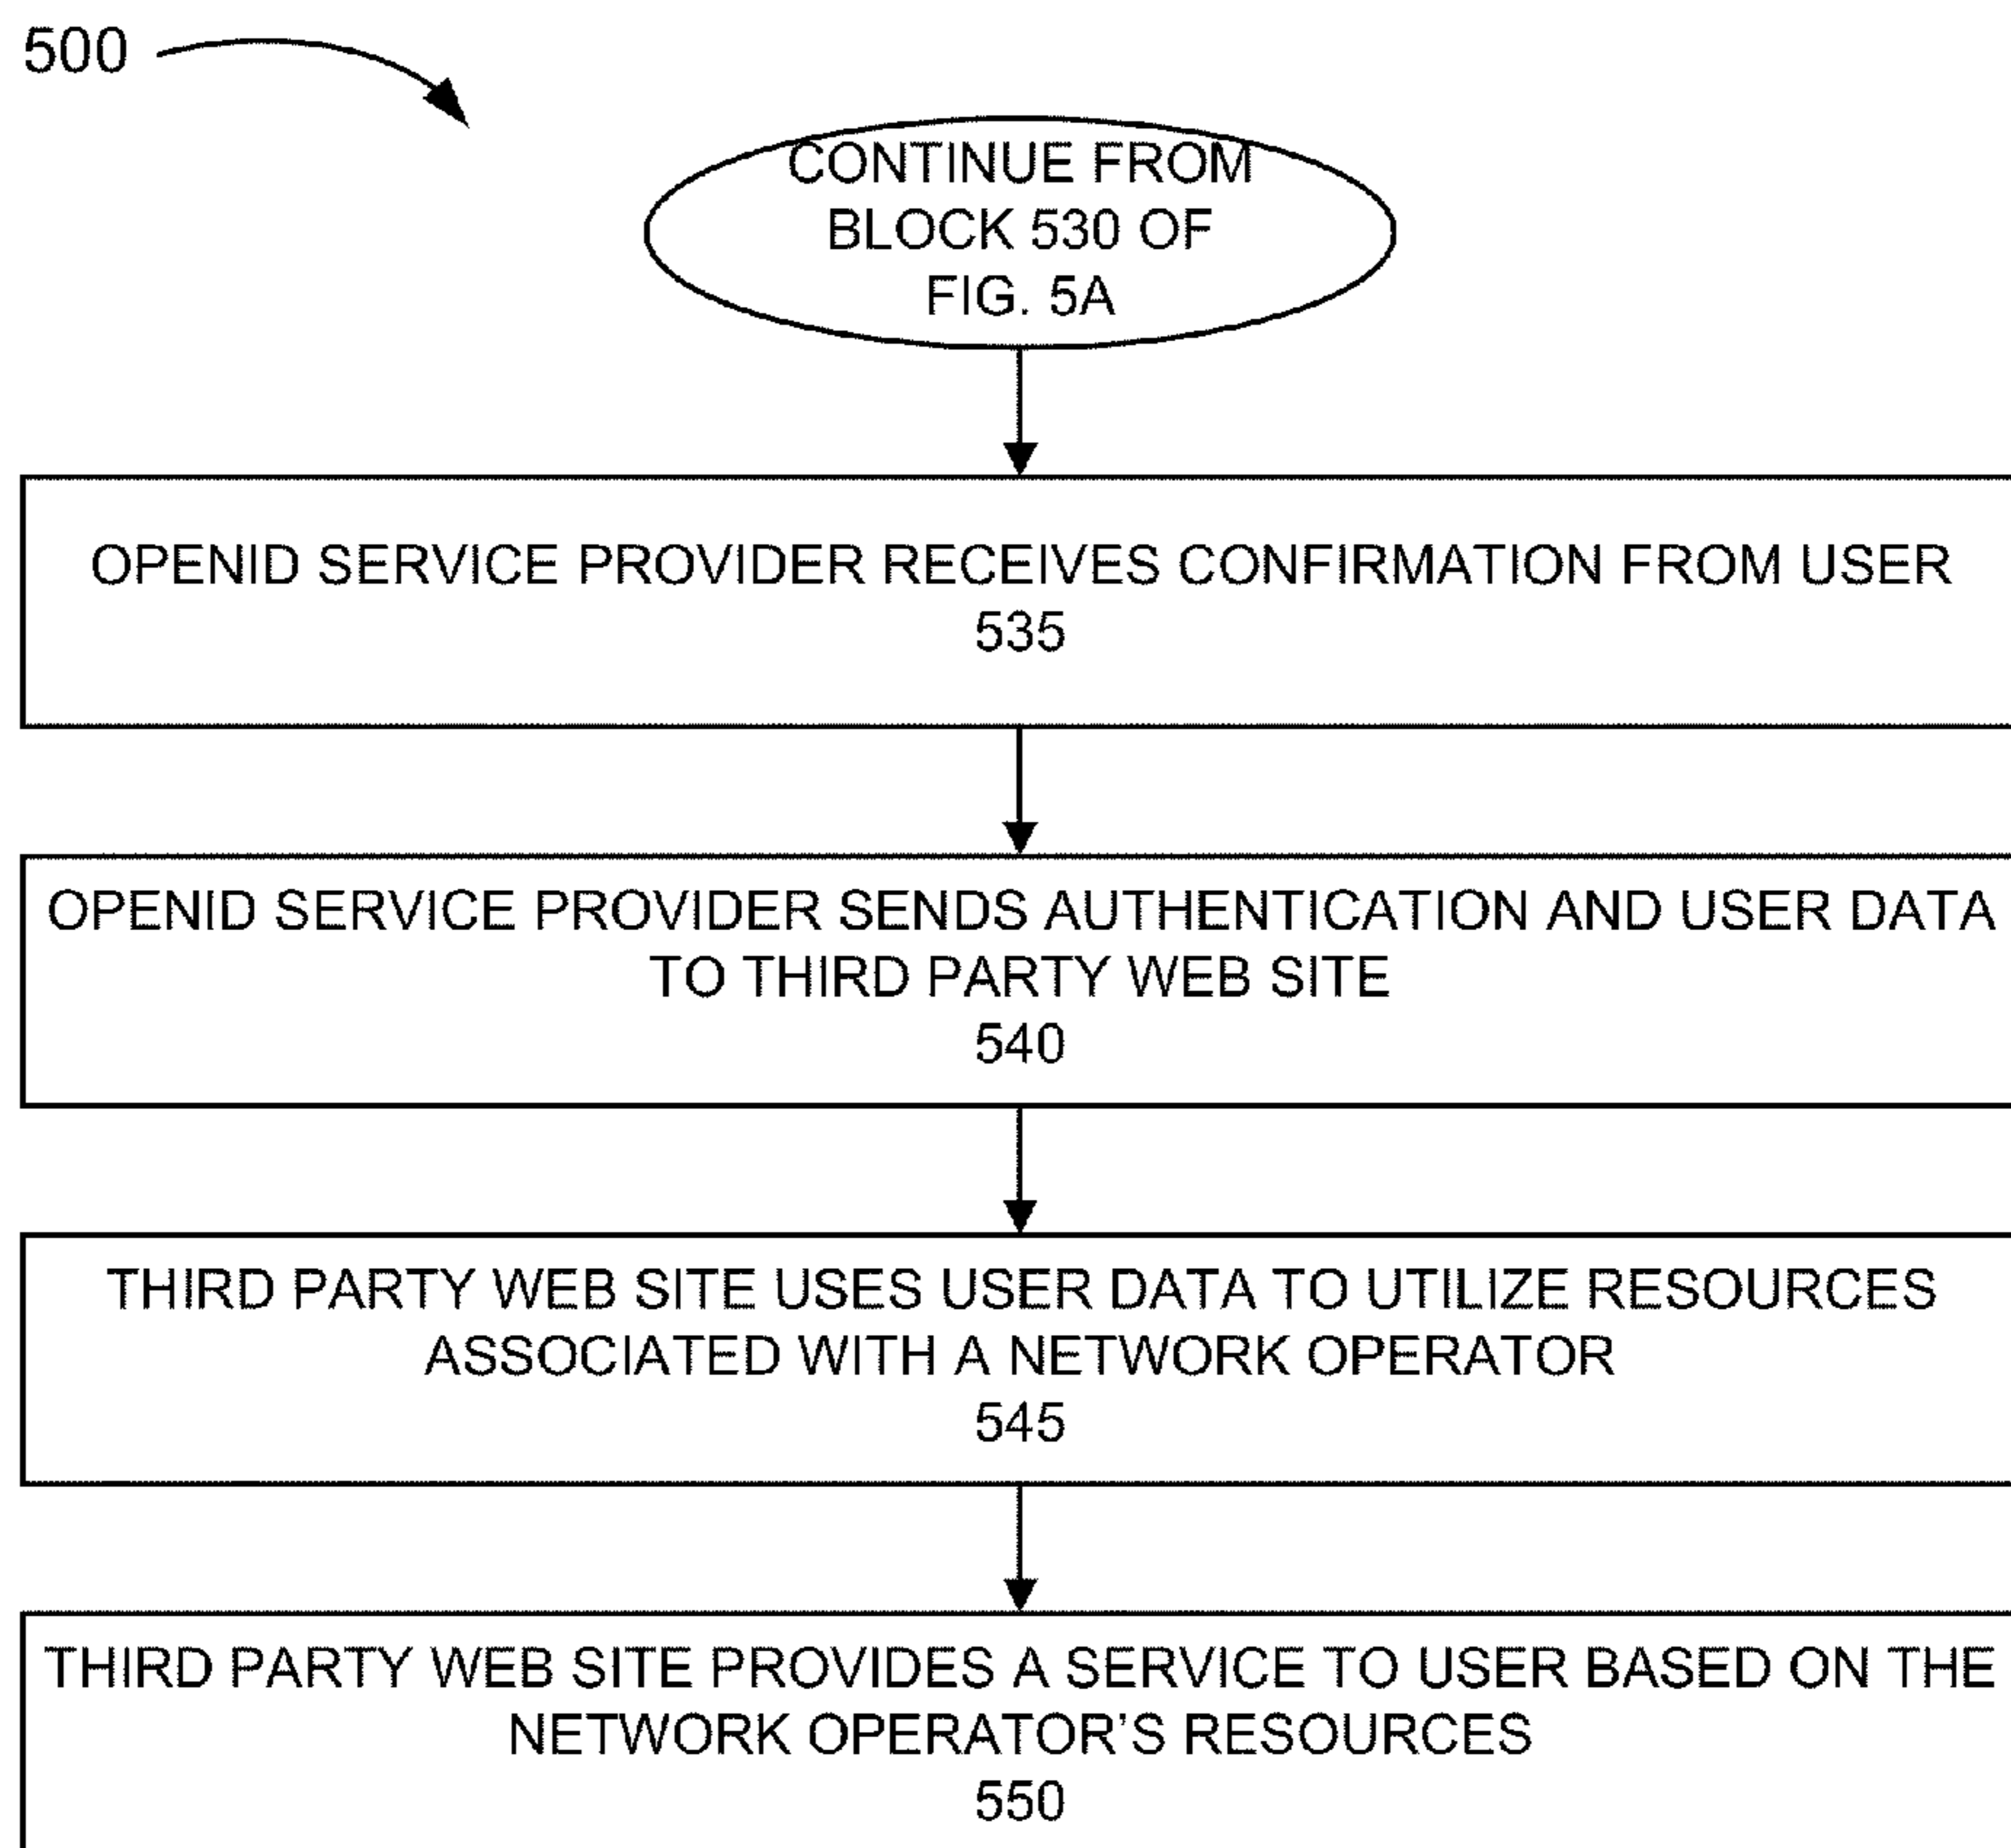 500
CONTINUE FROM
BLOCK 530 OF
FIG. 5A
OPENID SERVICE PROVIDER RECEIVES CONFIRMATION FROM USER
535
OPENID SERVICE PROVIDER SENDS AUTHENTICATION AND USER DATA
TO THIRD PARTY WEB SITE
540
THIRD PARTY WEB SITE USES USER DATA TO UTILIZE RESOURCES
ASSOCIATED WITH A NETWORK OPERATOR
545
THIRD PARTY WEB SITE PROVIDES A SERVICE TO USER BASED ON THE
NETWORK OPERATOR'S RESOURCES
550